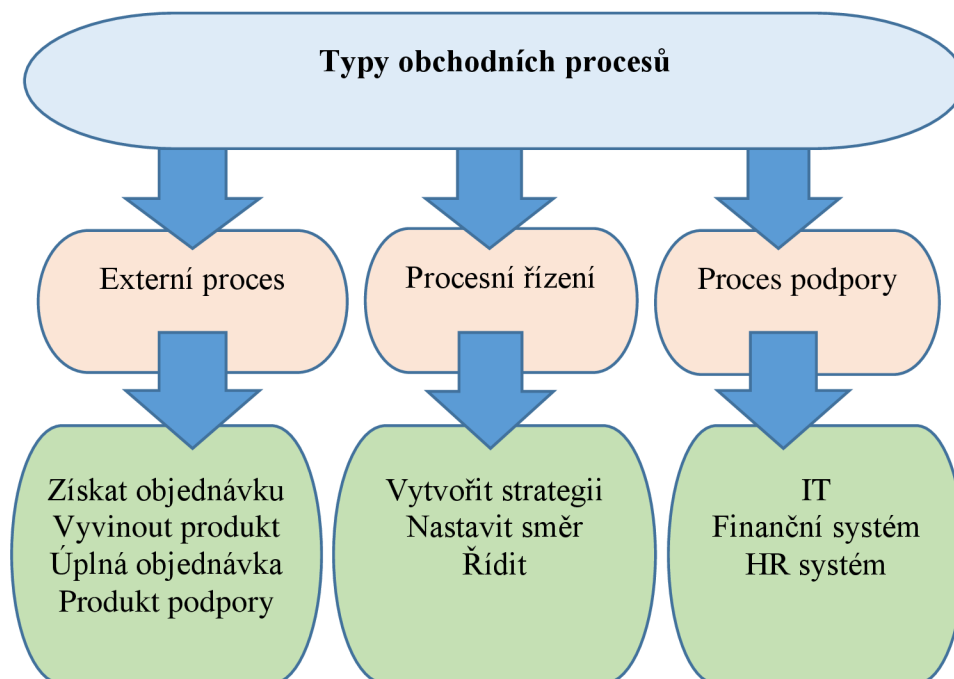 Typy obchodních procesů
Externí proces
Procesní řízení
Proces podpory
Získat objednávku
Vyvinout produkt
Úplná objednávka
Produkt podpory
Vytvořit strategii
Nastavit směr
Řídit
IT
Finanční systém
HR systém